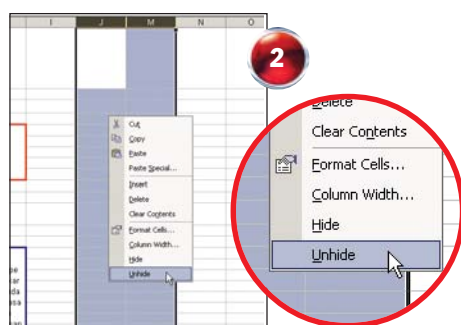 I J M N O
2
Cut
Copy
Paste
Paste Special...
Insert
Delete
Clear Contents
Format Cells...
Column Width...
Hide
Unhide
Delete
Clear Contents
Format Cells...
Column Width...
Hide
Unhide